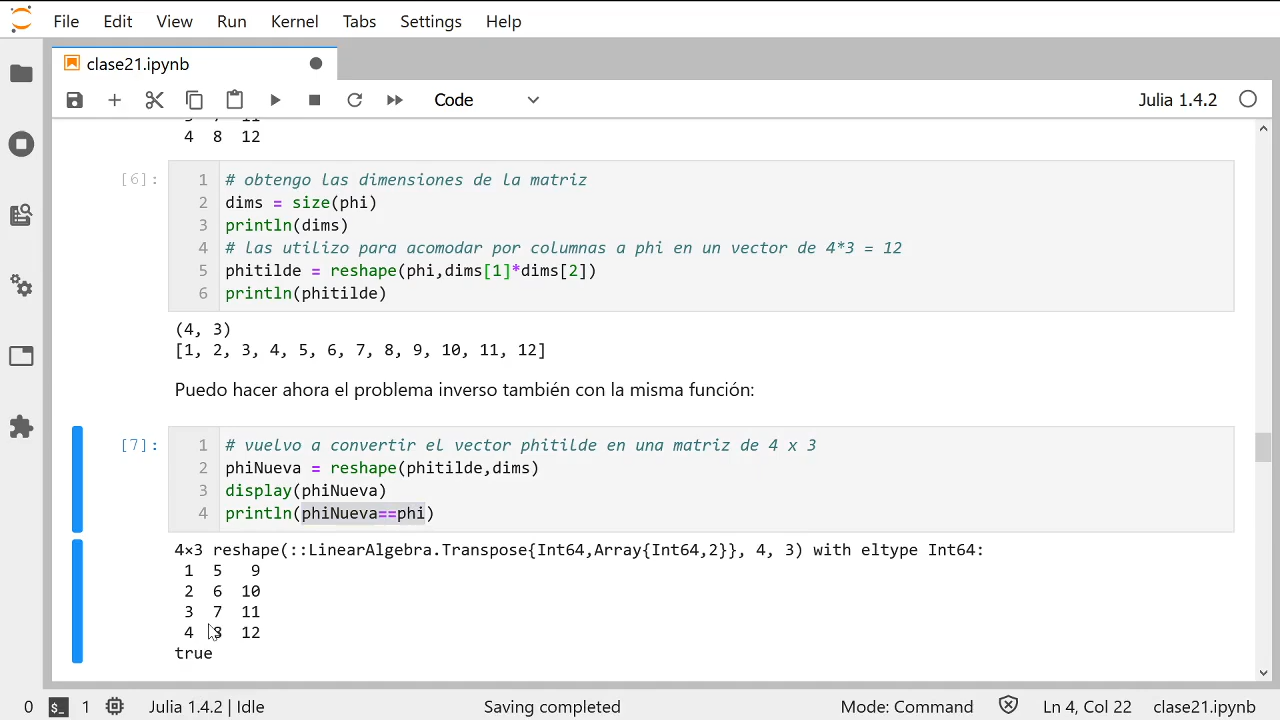 File Edit View Run Kernel Tabs Settings Help
clase21.ipynb
Code Julia 1.4.2
4 8 12
[6]:
1 # obtengo las dimensiones de la matriz
2 dims = size(phi)
3 println(dims)
4 # las utilizo para acomodar por columnas a phi en un vector de 4*3 = 12
5 phitilde = reshape(phi,dims[1]*dims[2])
6 println(phitilde)
(4, 3)
[1, 2, 3, 4, 5, 6, 7, 8, 9, 10, 11, 12]
Puedo hacer ahora el problema inverso también con la misma función:
[7]:
1 # vuelvo a convertir el vector phitilde en una matriz de 4 x 3
2 phiNueva = reshape(phitilde,dims)
3 display(phiNueva)
4 println(phiNueva==phi)
4×3 reshape(::LinearAlgebra.Transpose{Int64,Array{Int64,2}}, 4, 3) with eltype Int64:
1 5 9
2 6 10
3 7 11
4 8 12
true
0 $_ 1 Julia 1.4.2 | Idle Saving completed Mode: Command Ln 4, Col 22 clase21.ipynb